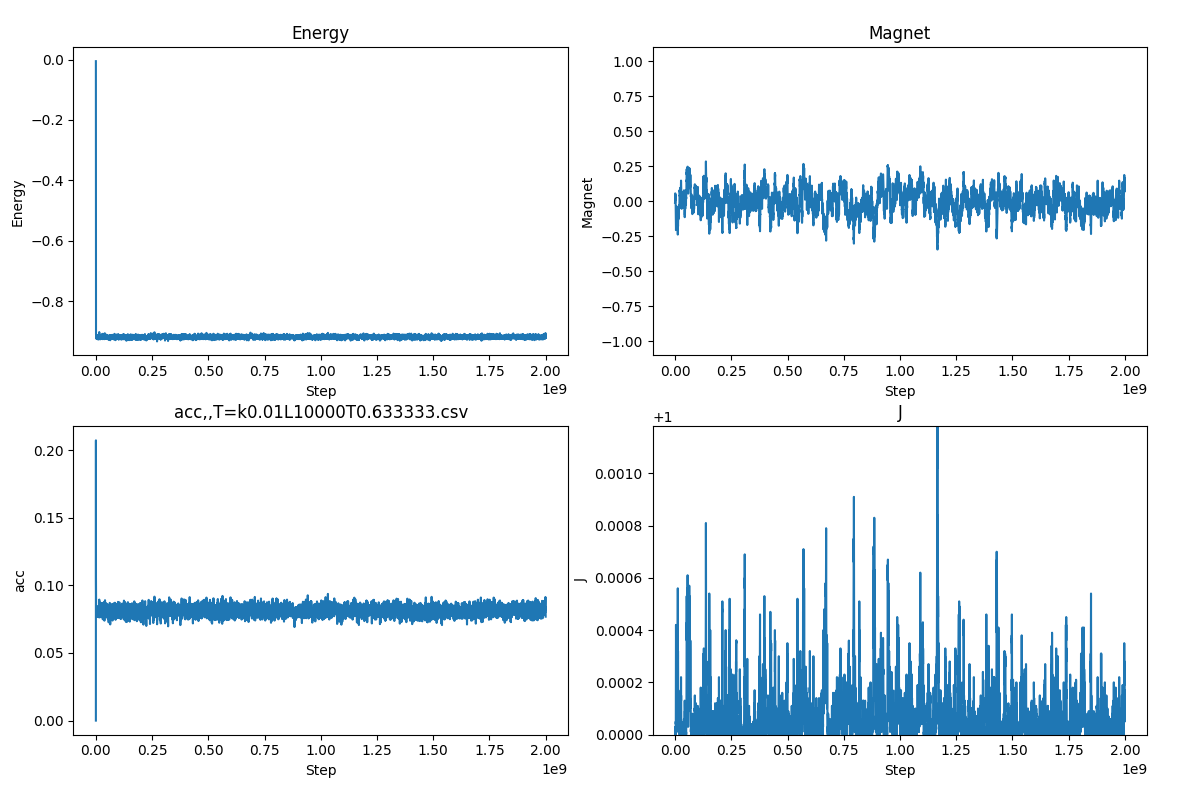 Energy
Energy
0.0
−0.2
−0.4
−0.6
−0.8
0.00 0.25 0.50 0.75 1.00 1.25 1.50 1.75 2.00
Step
1e9
Magnet
Magnet
1.00
0.75
0.50
0.25
0.00
−0.25
−0.50
−0.75
−1.00
0.00 0.25 0.50 0.75 1.00 1.25 1.50 1.75 2.00
Step
1e9
acc,,T=k0.01L10000T0.633333.csv
acc
0.20
0.15
0.10
0.05
0.00
0.00 0.25 0.50 0.75 1.00 1.25 1.50 1.75 2.00
Step
1e9
J
+1
J
0.0010
0.0008
0.0006
0.0004
0.0002
0.0000
0.00 0.25 0.50 0.75 1.00 1.25 1.50 1.75 2.00
Step
1e9